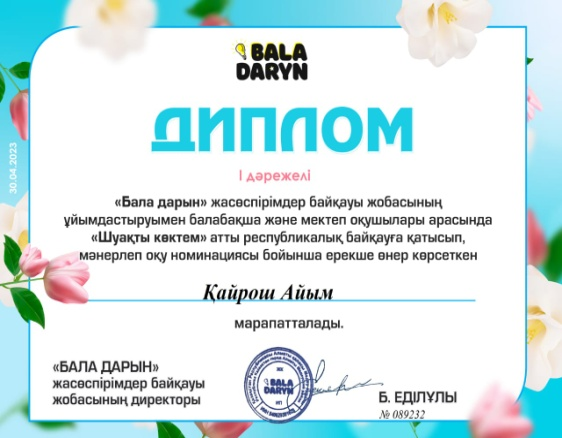 BALA
DARYN
ДИПЛОМ
І дәрежелі
«Бала дарын» жасөспірімдер байқауы жобасының
ұйымдастыруымен балабақша және мектеп оқушылары арасында
«Шуақты көктем» атты республикалық байқауға қатысып,
мәнерлеп оқу номинациясы бойынша ерекше өнер көрсеткен
Қайрош Айым
марапатталады.
«БАЛА ДАРЫН»
жасөспірімдер байқауы
жобасының директоры
BALA
DARYN
Б. ЕДІЛҰЛЫ
№ 089232
30.04.2023